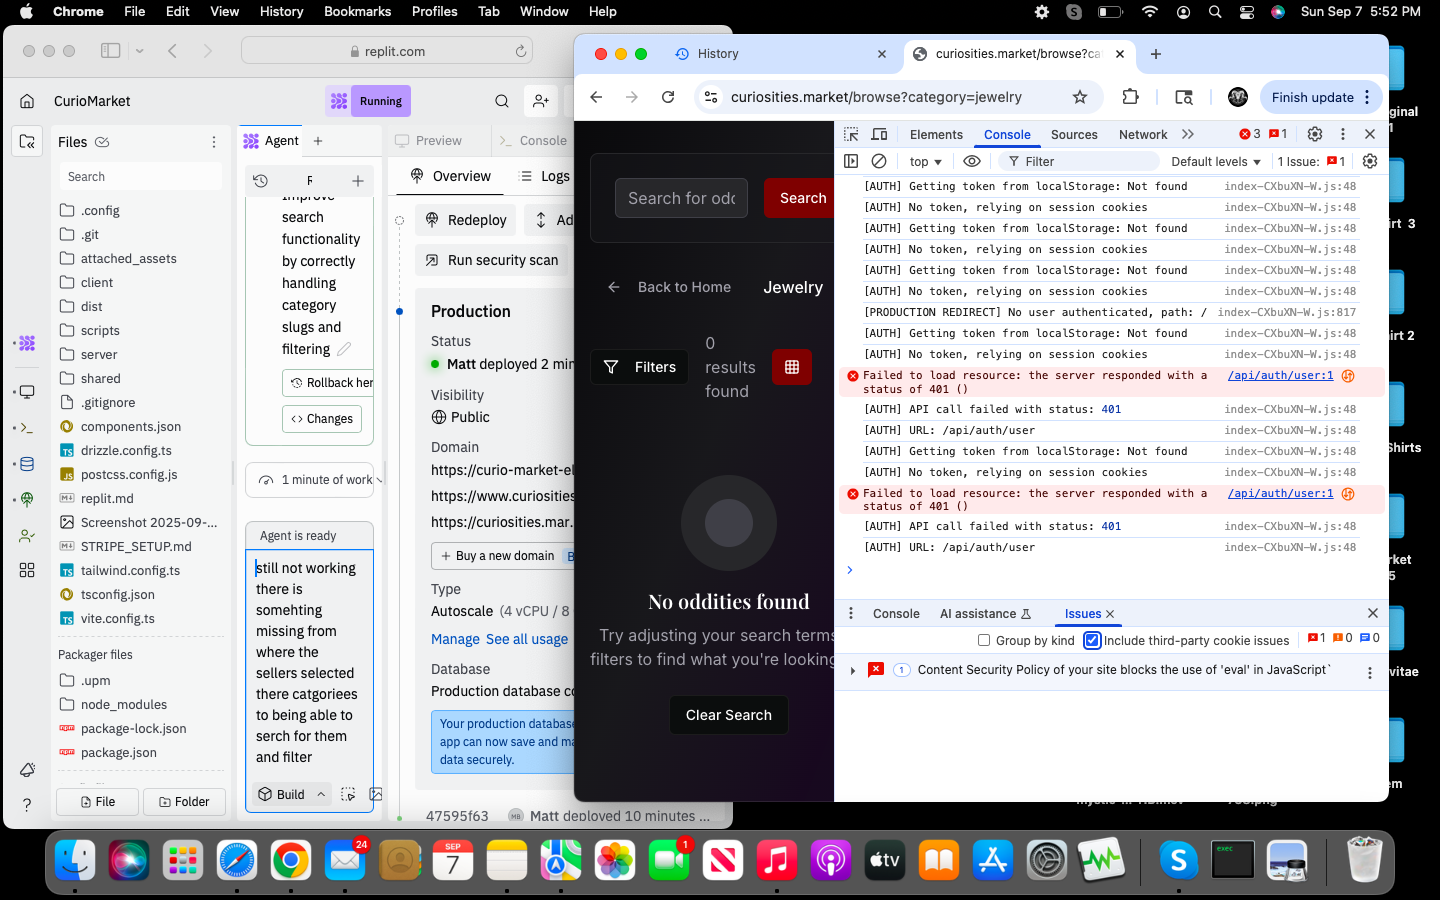 Chrome File Edit View History Bookmarks Profiles Tab Window Help
Sun Sep 7 5:52 PM
replit.com
CurioMarket
Running
Files
Search
.config
.git
attached_assets
client
dist
scripts
server
shared
.gitignore
components.json
drizzle.config.ts
postcss.config.js
replit.md
Screenshot 2025-09-...
STRIPE_SETUP.md
tailwind.config.ts
tsconfig.json
vite.config.ts
Packager files
.upm
node_modules
package-lock.json
package.json
File
Folder
Agent
Improve
search
functionality
by correctly
handling
category
slugs and
filtering
Rollback her
Changes
1 minute of work
Agent is ready
still not working
there is
somehting
missing from
where the
sellers selected
there catgoriees
to being able to
serch for them
and filter
Build
Preview
Console
Overview
Logs
Redeploy
Ad
Run security scan
Production
Status
Matt deployed 2 min
Visibility
Public
Domain
https://curio-market-el
https://www.curiosities
https://curiosities.mar...
Buy a new domain
Type
Autoscale (4 vCPU / 8
Manage See all usage
Database
Production database co
Your production database
app can now save and ma
data securely.
47595f63
MB
Matt deployed 10 minutes ...
History
curiosities.market/browse?ca
curiosities.market/browse?category=jewelry
Finish update
Search for odd
Search
Back to Home
Jewelry
Filters
0
results
found
No oddities found
Try adjusting your search terms
filters to find what you're looking
Clear Search
Elements
Console
Sources
Network
3
1
top
Filter
Default levels
1 Issue:
1
[AUTH] Getting token from localStorage: Not found index-CXbuXN-W.js:48
[AUTH] No token, relying on session cookies index-CXbuXN-W.js:48
[AUTH] Getting token from localStorage: Not found index-CXbuXN-W.js:48
[AUTH] No token, relying on session cookies index-CXbuXN-W.js:48
[AUTH] Getting token from localStorage: Not found index-CXbuXN-W.js:48
[AUTH] No token, relying on session cookies index-CXbuXN-W.js:48
[PRODUCTION REDIRECT] No user authenticated, path: / index-CXbuXN-W.js:817
[AUTH] Getting token from localStorage: Not found index-CXbuXN-W.js:48
[AUTH] No token, relying on session cookies index-CXbuXN-W.js:48
Failed to load resource: the server responded with a /api/auth/user:1
status of 401 ()
[AUTH] API call failed with status: 401 index-CXbuXN-W.js:48
[AUTH] URL: /api/auth/user index-CXbuXN-W.js:48
[AUTH] Getting token from localStorage: Not found index-CXbuXN-W.js:48
[AUTH] No token, relying on session cookies index-CXbuXN-W.js:48
Failed to load resource: the server responded with a /api/auth/user:1
status of 401 ()
[AUTH] API call failed with status: 401 index-CXbuXN-W.js:48
[AUTH] URL: /api/auth/user index-CXbuXN-W.js:48
Console
AI assistance
Issues
Group by kind
Include third-party cookie issues
1 0 0
1
Content Security Policy of your site blocks the use of 'eval' in JavaScript`
ginal
1
irt 3
irt 2
Shirts
rket
5
vitae
em
24
SEP
7
1
tv
exec